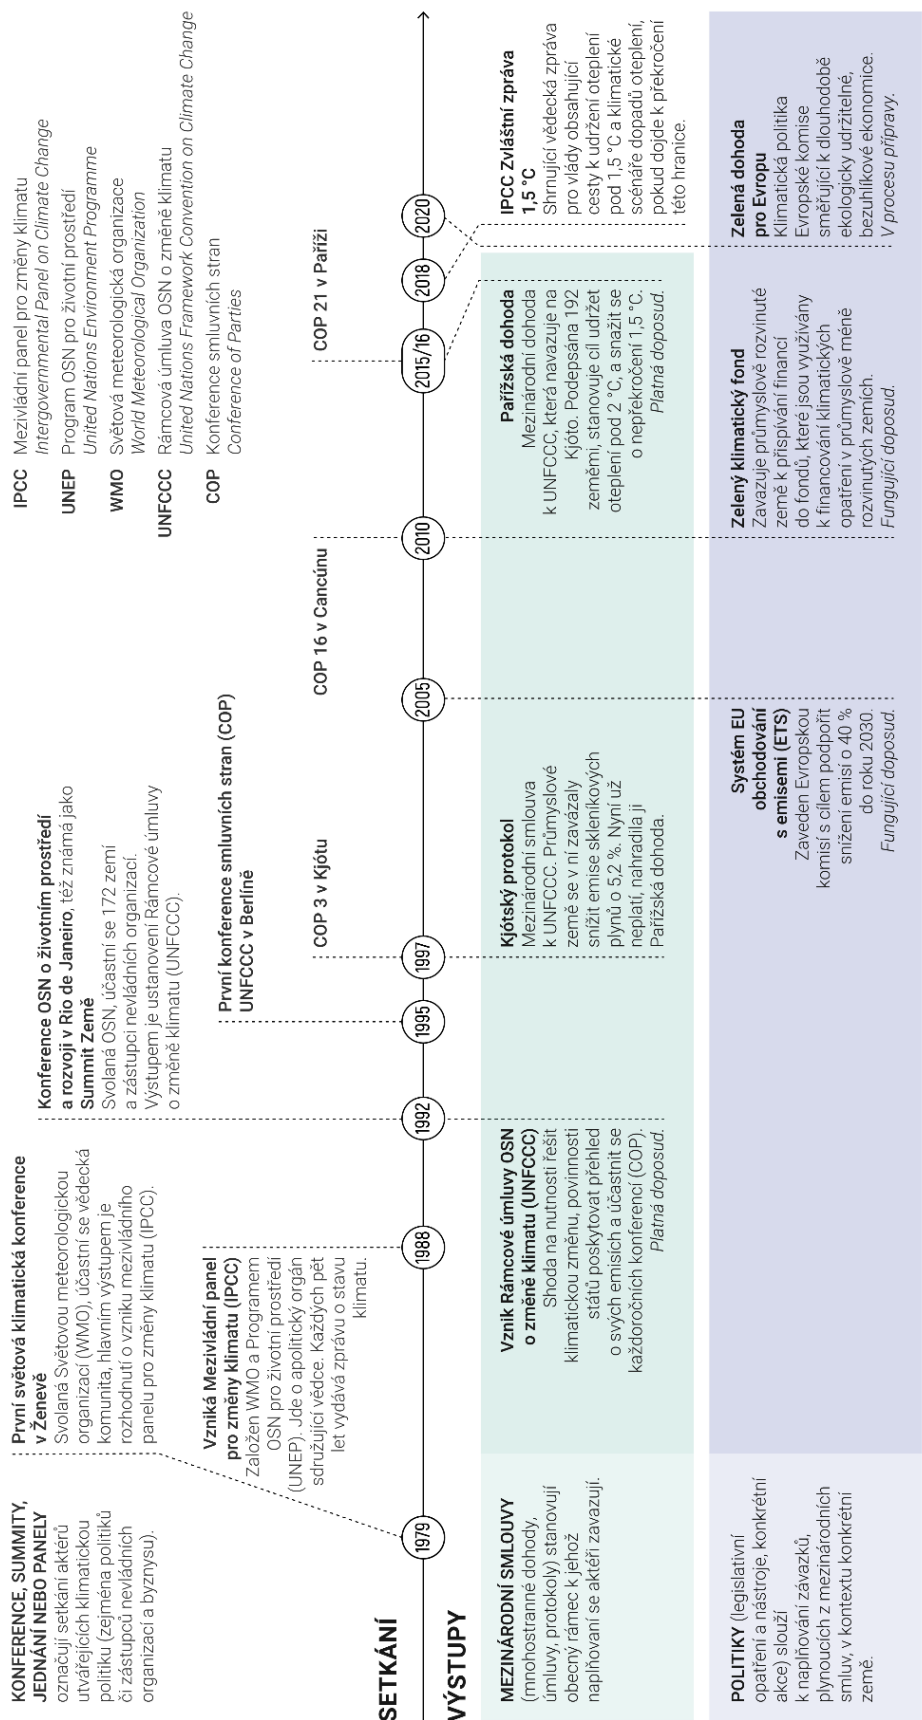 KONFERENCE, SUMMITY,
JEDNÁNÍ NEBO PANELY
označují setkání aktérů
utvářejících klimatickou
politiku (zejména politiků
či zástupců nevládních
organizací a byznysu).
První světová klimatická konference
v Ženevě
Svolaná Světovou meteorologickou
organizací (WMO), účastní se vědecká
komunita, hlavním výstupem je
rozhodnutí o vzniku mezivládního
panelu pro změny klimatu (IPCC).
Vzniká Mezivládní panel
pro změny klimatu (IPCC)
Založen WMO a Programem
OSN pro životní prostředí
(UNEP). Jde o apolitický orgán
sdružující vědce. Každých pět
let vydává zprávu o stavu
klimatu.
Konference OSN o životním prostředí
a rozvoji v Rio de Janeiro, též známá jako
Summit Země
Svolaná OSN, účastní se 172 zemí
a zástupci nevládních organizací.
Výstupem je ustanovení Rámcové úmluvy
o změně klimatu (UNFCCC).
První konference smluvních stran (COP)
UNFCCC v Berlíně
COP 3 v Kjótu
COP 16 v Cancúnu
COP 21 v Paříži
IPCC Mezivládní panel pro změny klimatu
Intergovernmental Panel on Climate Change
UNEP Program OSN pro životní prostředí
United Nations Environment Programme
WMO Světová meteorologická organizace
World Meteorological Organization
UNFCCC Rámcová úmluva OSN o změně klimatu
United Nations Framework Convention on Climate Change
COP Konference smluvních stran
Conference of Parties
SETKÁNÍ
1979
1988
1992
1995
1997
2005
2010
2015/16
2018
2020
VÝSTUPY
MEZINÁRODNÍ SMLOUVY
(mnohostranné dohody,
úmluvy, protokoly) stanovují
obecný rámec k jehož
naplňovaní se aktéři zavazují.
Vznik Rámcové úmluvy OSN
o změně klimatu (UNFCCC)
Shoda na nutnosti řešit
klimatickou změnu, povinnosti
států poskytovat přehled
o svých emisích a účastnit se
každoročních konferencí (COP).
Platná doposud.
Kjótský protokol
Mezinárodní smlouva
k UNFCCC. Průmyslové
země se v ní zavázaly
snížit emise skleníkových
plynů o 5,2 %. Nyní už
neplatí, nahradila ji
Pařížská dohoda.
Pařížská dohoda
Mezinárodní dohoda
k UNFCCC, která navazuje na
Kjóto. Podepsána 192
zeměmi, stanovuje cíl udržet
oteplení pod 2 °C, a snažit se
o nepřekročení 1,5 °C.
Platná doposud.
IPCC Zvláštní zpráva
1,5 °C
Shrnující vědecká zpráva
pro vlády obsahující
cesty k udržení oteplení
pod 1,5 °C a klimatické
scénáře dopadů oteplení,
pokud dojde k překročení
této hranice.
POLITIKY (legislativní
opatření a nástroje, konkrétní
akce) slouží
k naplňování závazků,
plynoucích z mezinárodních
smluv, v kontextu konkrétní
země.
Systém EU
obchodování
s emisemi (ETS)
Zaveden Evropskou
komisí s cílem podpořit
snížení emisí o 40 %
do roku 2030.
Fungující doposud.
Zelený klimatický fond
Zavazuje průmyslově rozvinuté
země k přispívání financí
do fondů, které jsou využívány
k financování klimatických
opatření v průmyslově méně
rozvinutých zemích.
Fungující doposud.
Zelená dohoda
pro Evropu
Klimatická politika
Evropské komise
směřující k dlouhodobě
ekologicky udržitelné,
bezuhlíkové ekonomice.
V procesu přípravy.